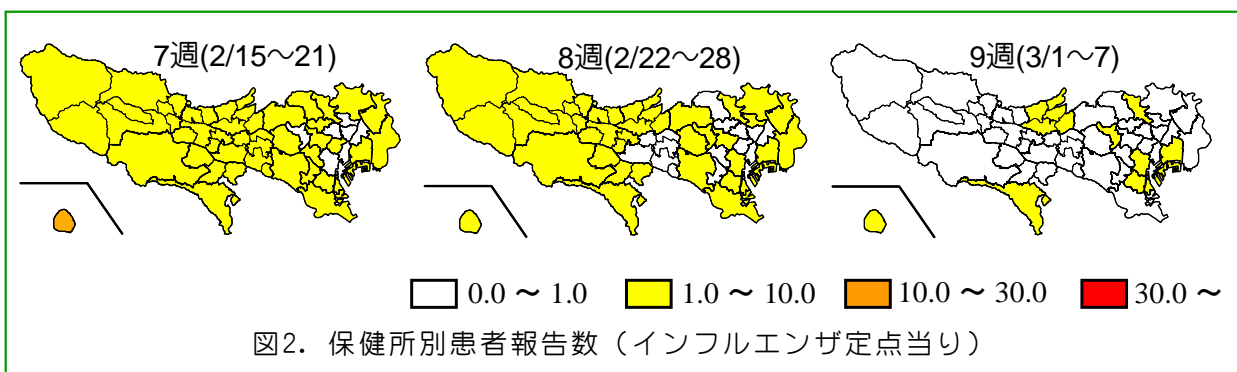 7週(2/15～21)
8週(2/22～28)
9週(3/1～7)
0.0 ～ 1.0
1.0 ～ 10.0
10.0 ～ 30.0
30.0 ～
図2. 保健所別患者報告数（インフルエンザ定点当り）